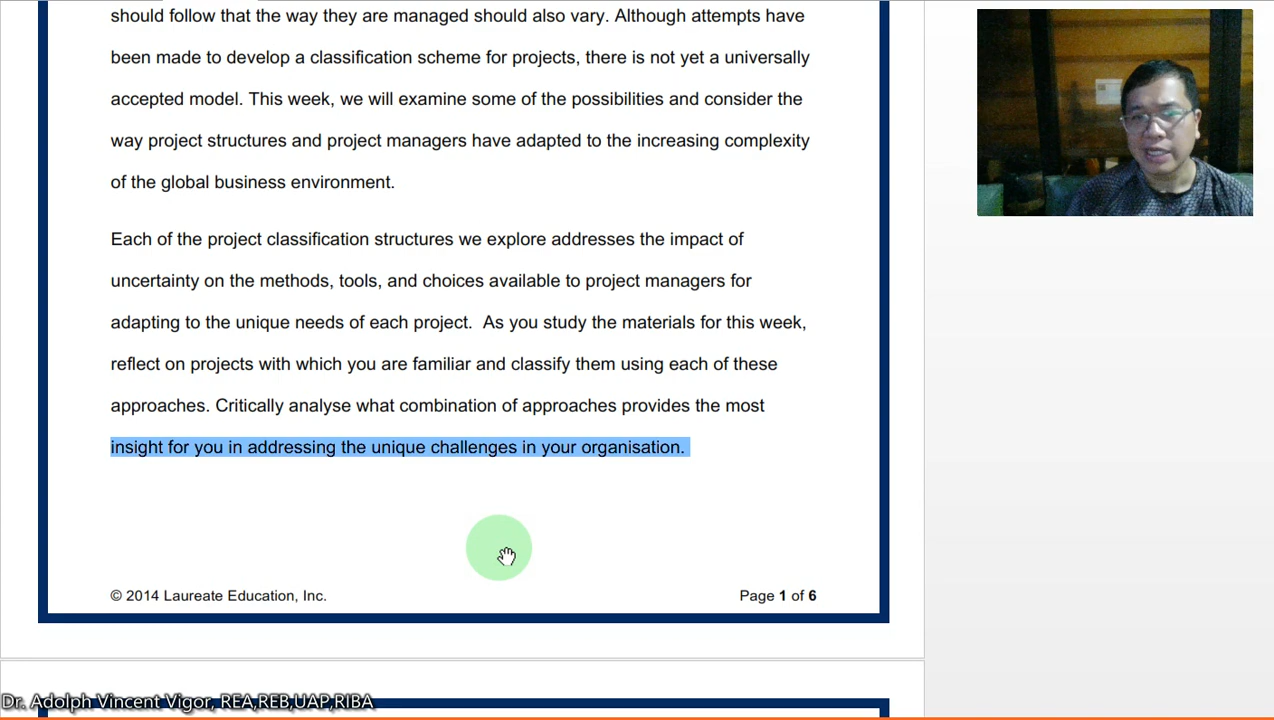 should follow that the way they are managed should also vary. Although attempts have
been made to develop a classification scheme for projects, there is not yet a universally
accepted model. This week, we will examine some of the possibilities and consider the
way project structures and project managers have adapted to the increasing complexity
of the global business environment.
Each of the project classification structures we explore addresses the impact of
uncertainty on the methods, tools, and choices available to project managers for
adapting to the unique needs of each project.  As you study the materials for this week,
reflect on projects with which you are familiar and classify them using each of these
approaches. Critically analyse what combination of approaches provides the most
insight for you in addressing the unique challenges in your organisation.
© 2014 Laureate Education, Inc.
Page 1 of 6
Dr. Adolph Vincent Vigor, REA,REB,UAP,RIBA